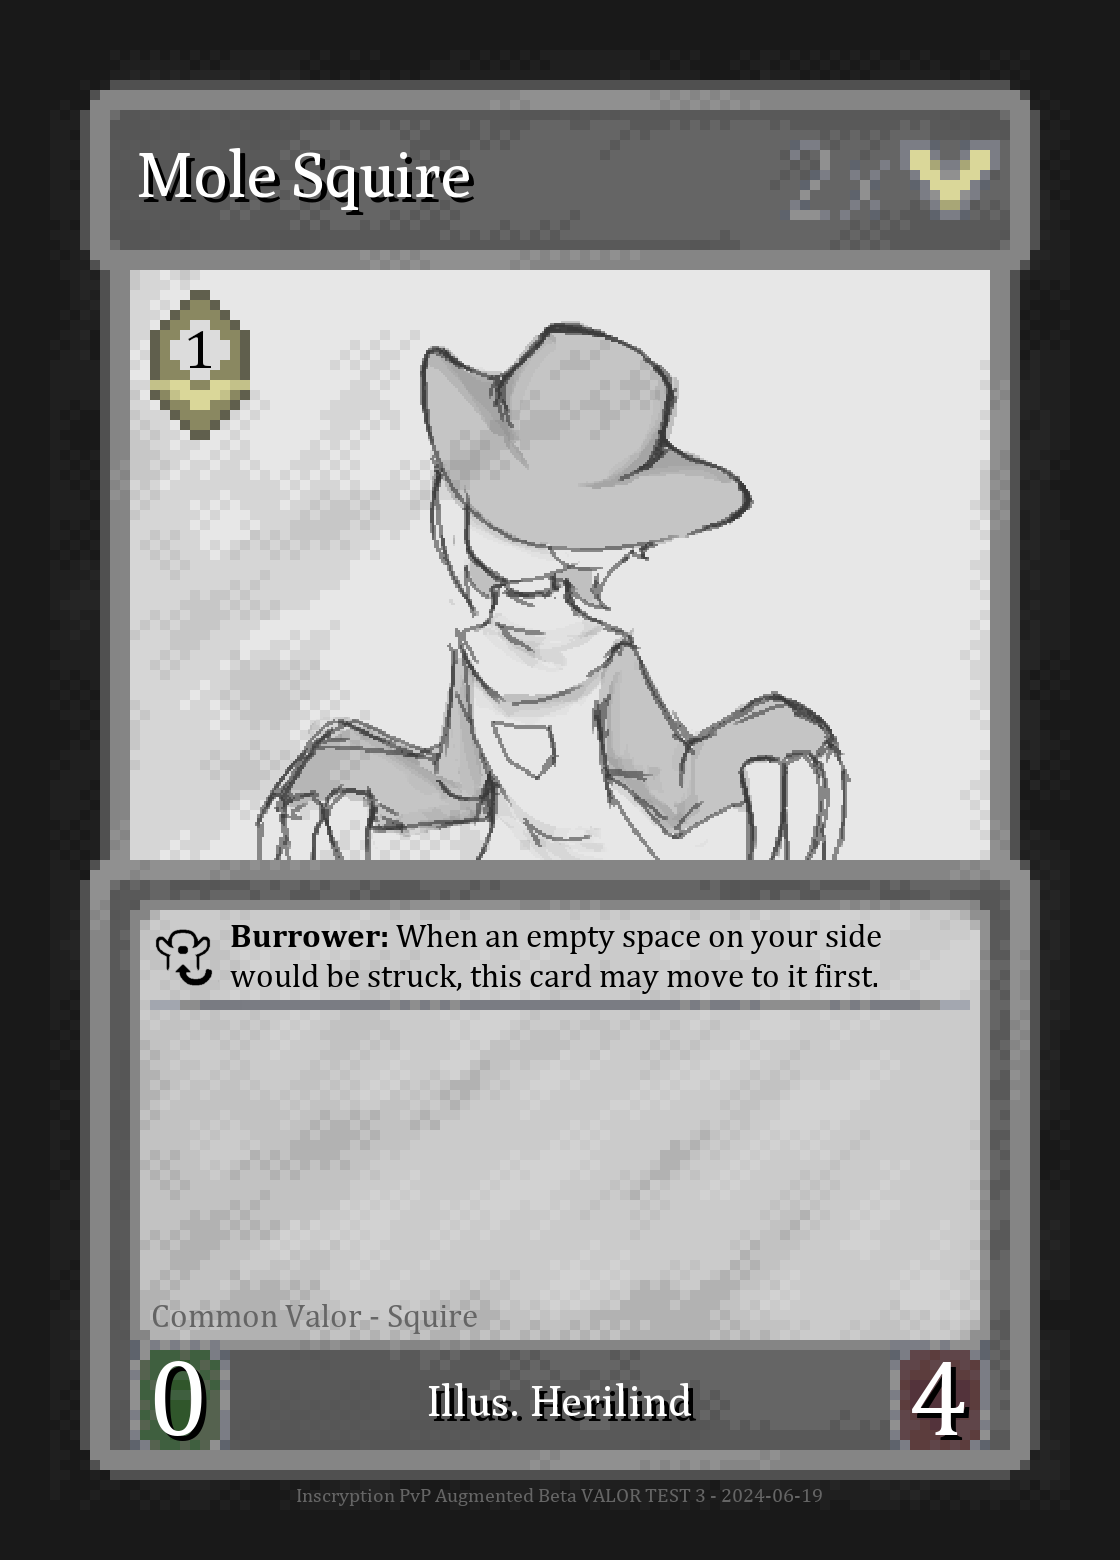 Mole Squire 2x
1
Burrower: When an empty space on your side
would be struck, this card may move to it first.
Common Valor - Squire
0 Illus. Herilind 4
Inscryption PvP Augmented Beta VALOR TEST 3 - 2024-06-19